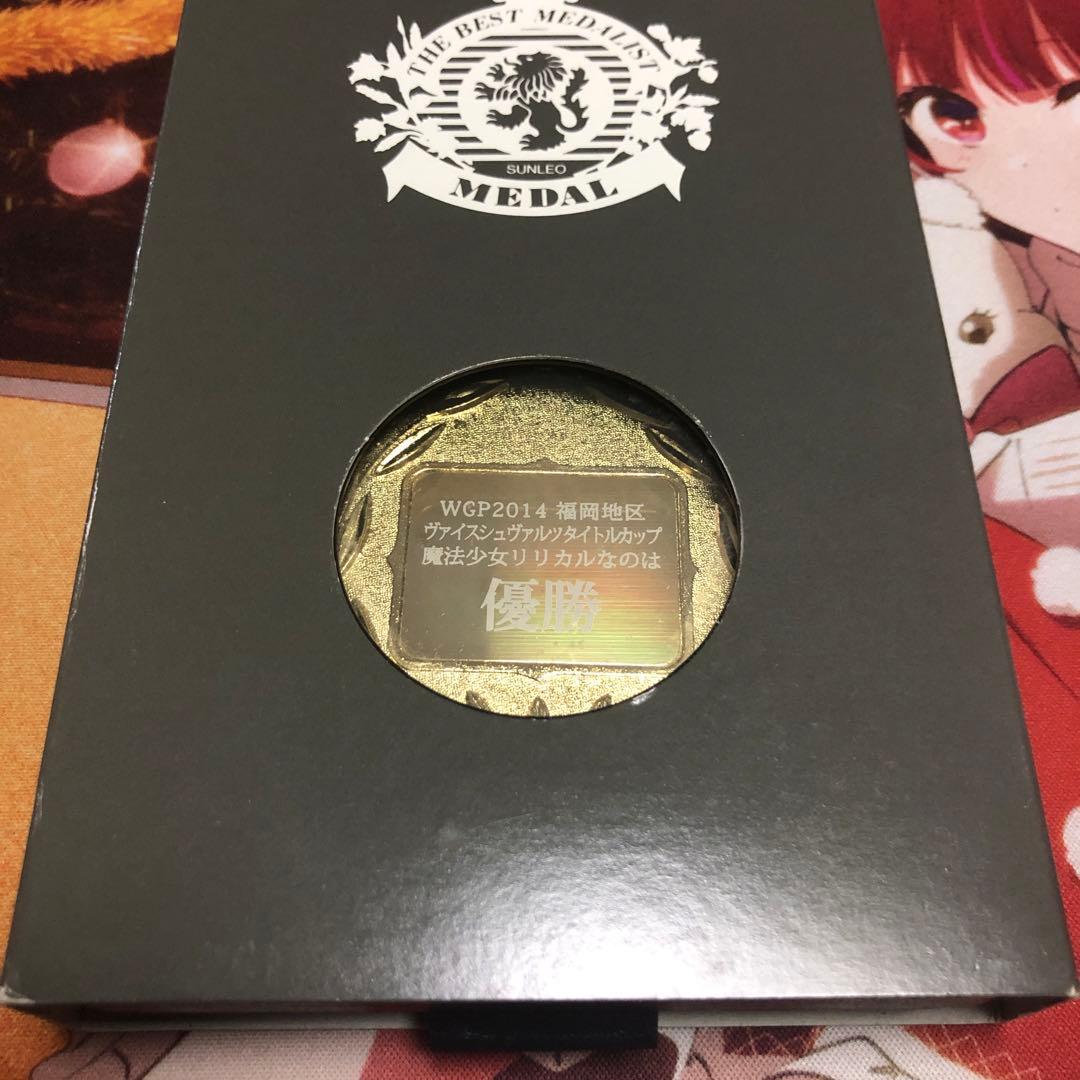 THE BEST MEDALIST
SUNLEO
MEDAL
WGP2014 福岡地区
ヴァイスシュヴァルツタイトルカップ
魔法少女リリカルなのは
優勝